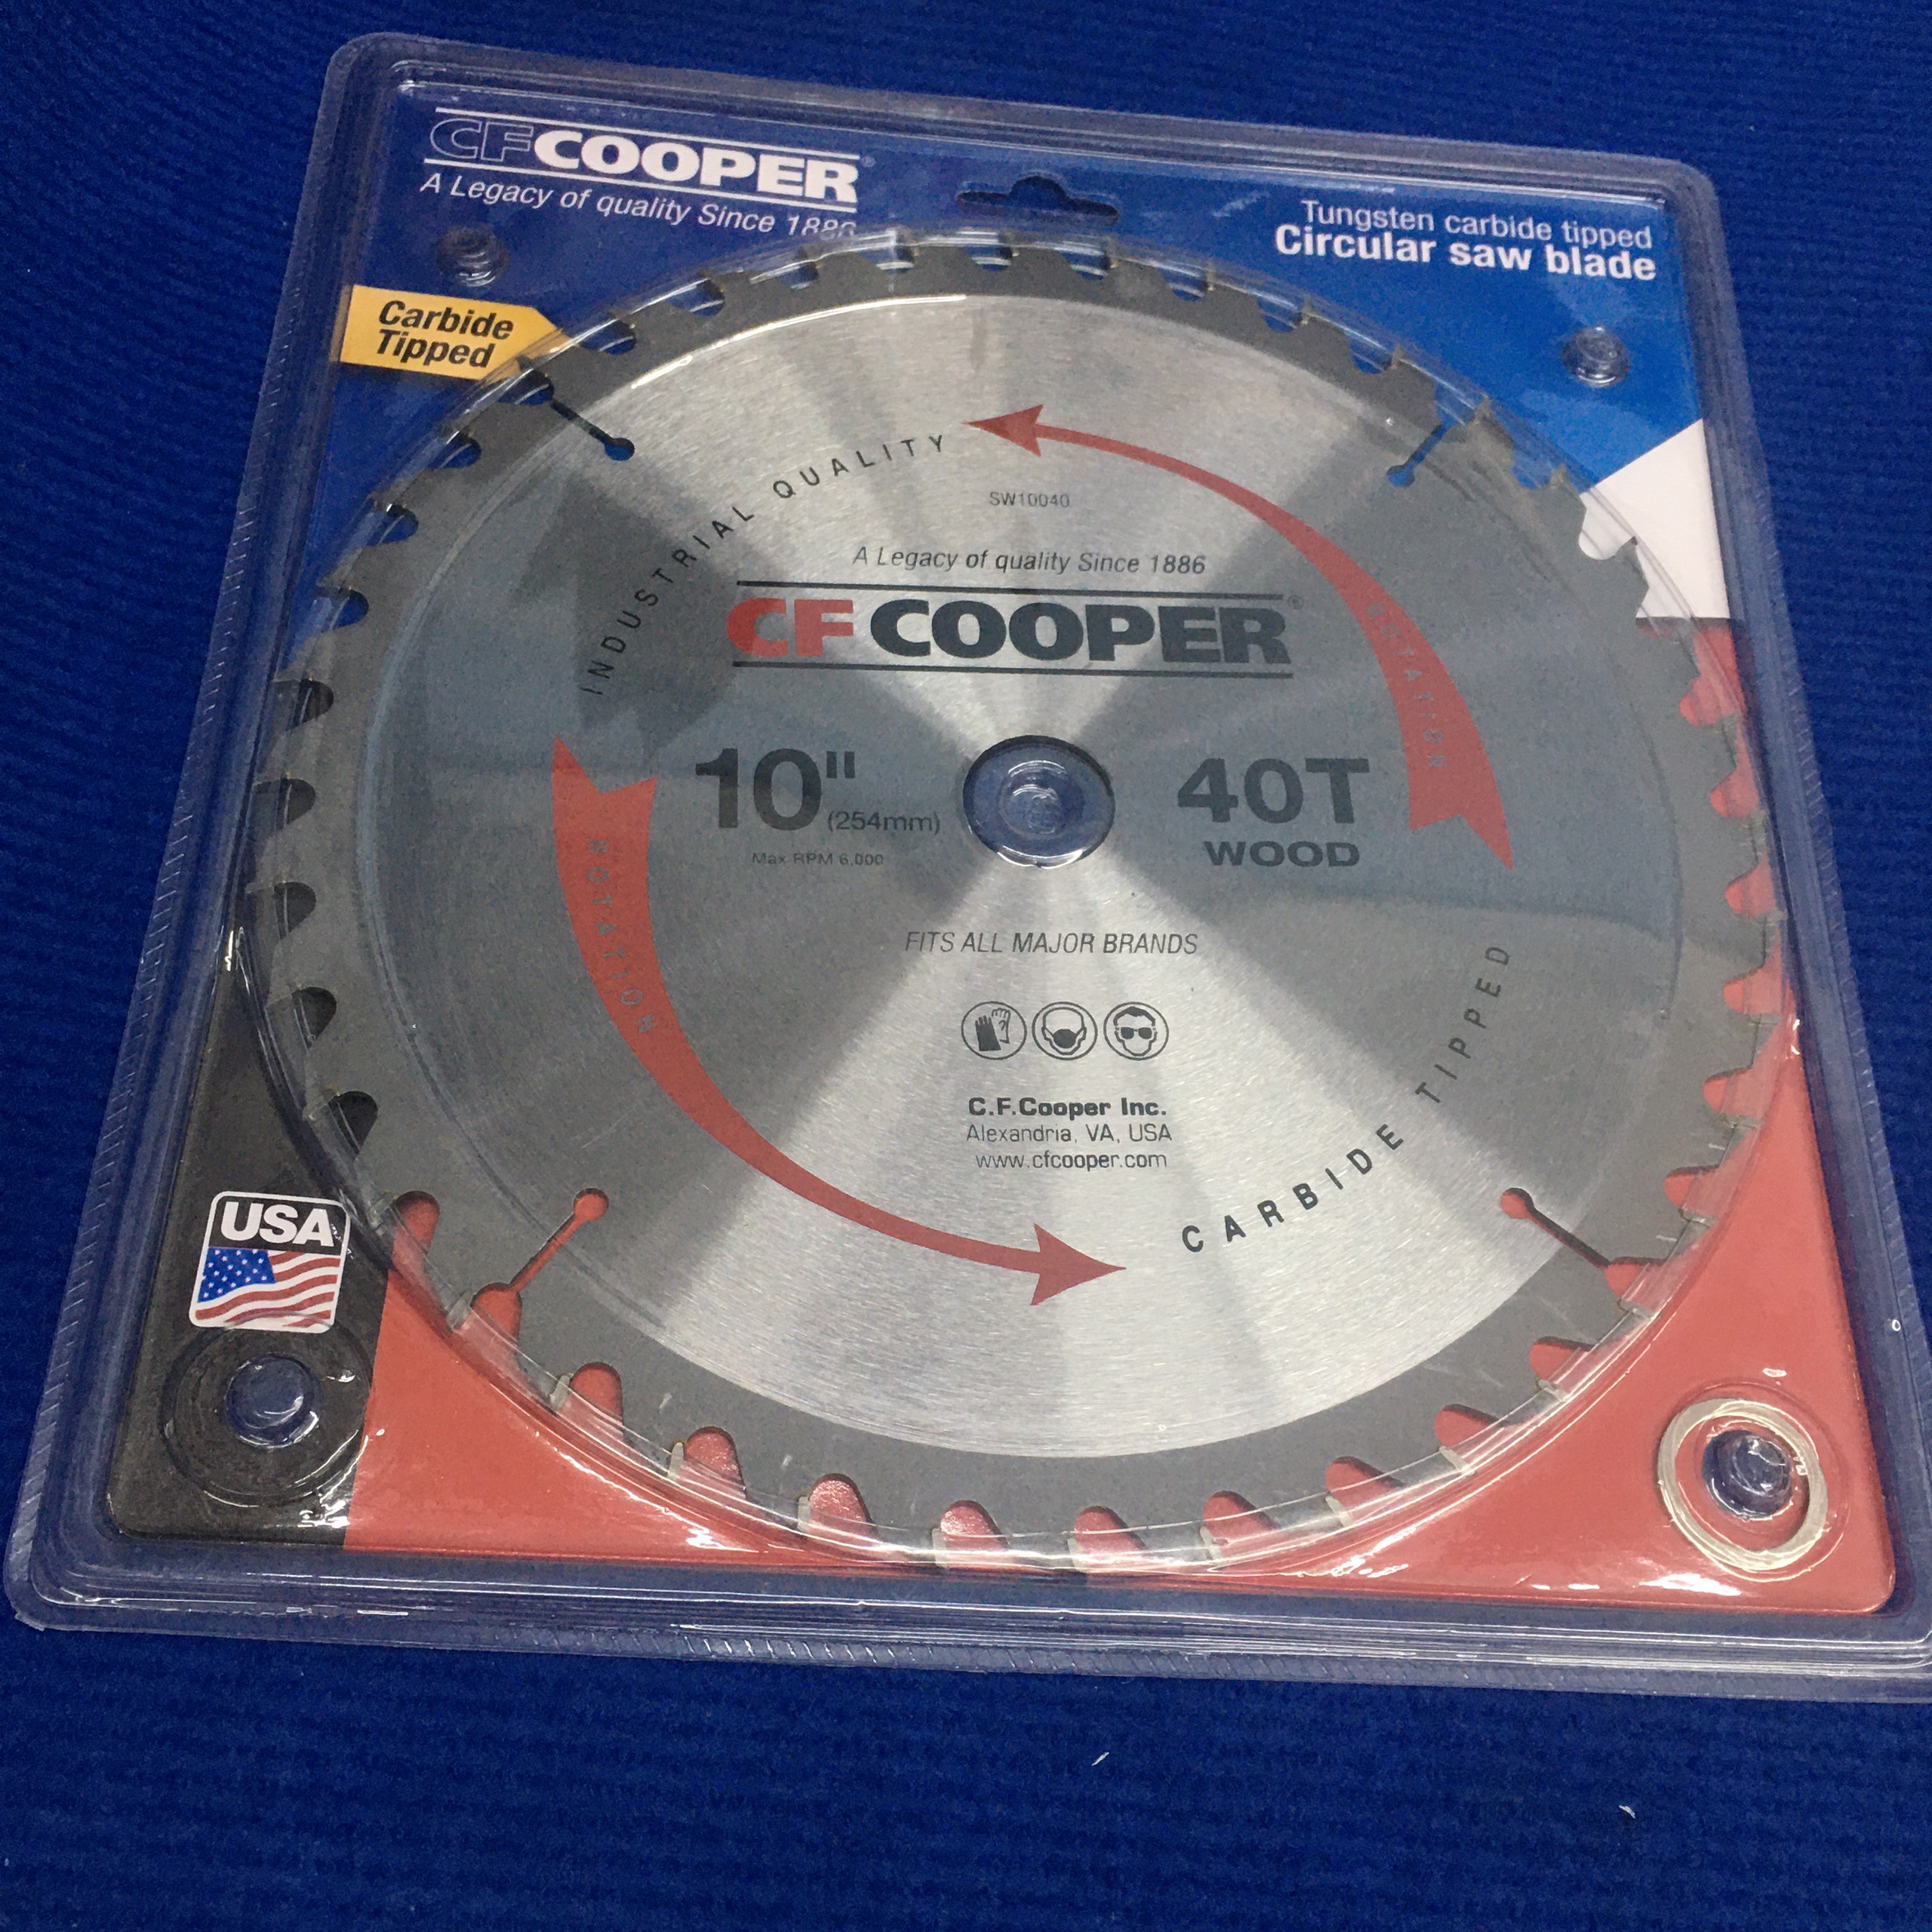 CFCOOPER®
A Legacy of quality Since 1886
Tungsten carbide tipped
Circular saw blade
Carbide
Tipped
INDUSTRIAL QUALITY
SW10040
A Legacy of quality Since 1886
CF COOPER®
ROTATION
10"
(254mm)
Max RPM 6,000
40T
WOOD
ROTATION
FITS ALL MAJOR BRANDS
C.F.Cooper Inc.
Alexandria, VA, USA
www.cfcooper.com
CARBIDE TIPPED
USA